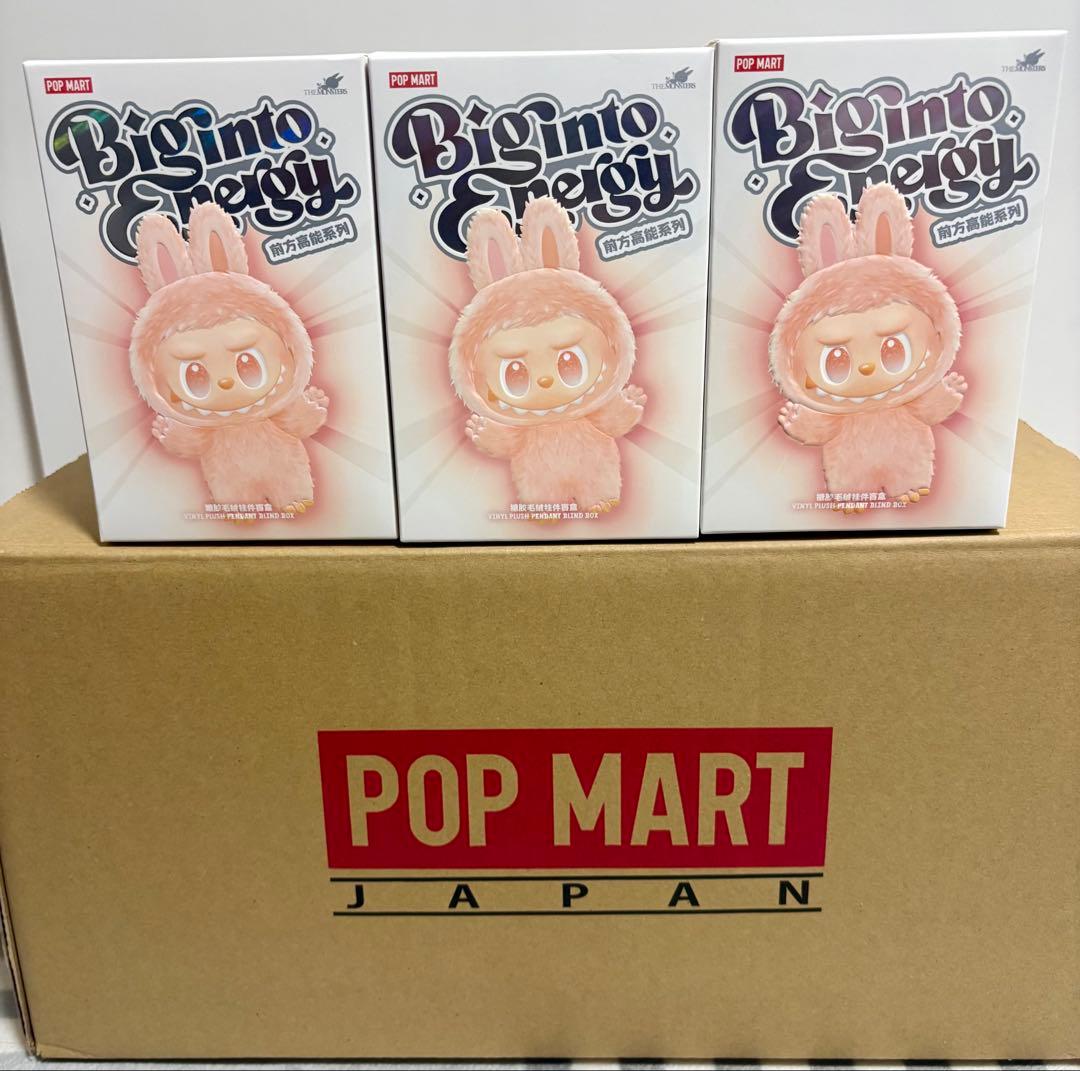 POP MART
THE MONSTERS
Big into
Energy
前方高能系列
搪胶毛绒挂件盲盒
VINYL PLUSH PENDANT BLIND BOX
POP MART
THE MONSTERS
Big into
Energy
前方高能系列
搪胶毛绒挂件盲盒
VINYL PLUSH PENDANT BLIND BOX
POP MART
THE MONSTERS
Big into
Energy
前方高能系列
搪胶毛绒挂件盲盒
VINYL PLUSH PENDANT BLIND BOX
POP MART
JAPAN